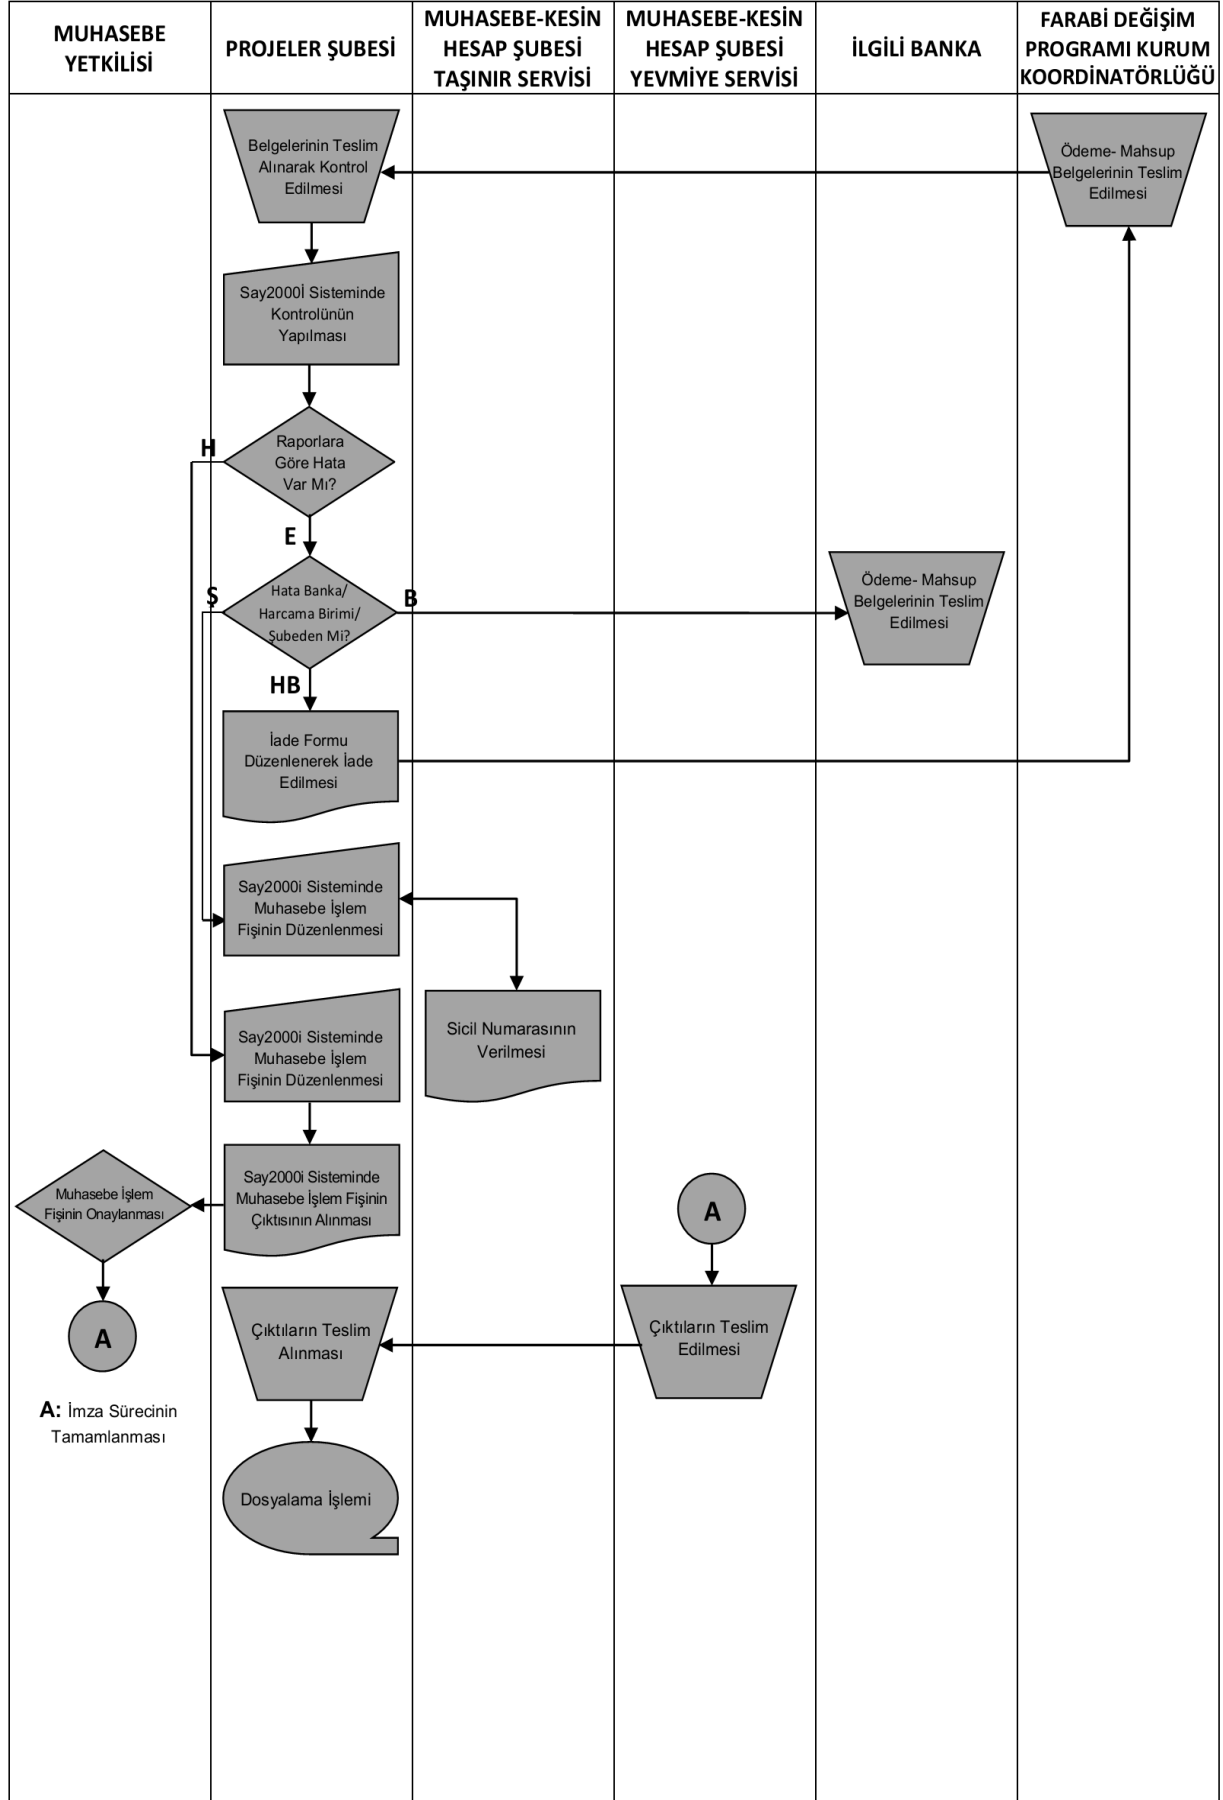 MUHASEBE
YETKİLİSİ
PROJELER ŞUBESİ
MUHASEBE-KESİN
HESAP ŞUBESİ
TAŞINIR SERVİSİ
MUHASEBE-KESİN
HESAP ŞUBESİ
YEVMİYE SERVİSİ
İLGİLİ BANKA
FARABİ DEĞİŞİM
PROGRAMI KURUM
KOORDİNATÖRLÜĞÜ
Belgelerinin Teslim
Alınarak Kontrol
Edilmesi
Ödeme- Mahsup
Belgelerinin Teslim
Edilmesi
Say2000İ Sisteminde
Kontrolünün
Yapılması
H
Raporlara
Göre Hata
Var Mı?
E
Ş
Hata Banka/
Harcama Birimi/
Şubeden Mi?
B
Ödeme- Mahsup
Belgelerinin Teslim
Edilmesi
HB
İade Formu
Düzenlenerek İade
Edilmesi
Say2000i Sisteminde
Muhasebe İşlem
Fişinin Düzenlenmesi
Sicil Numarasının
Verilmesi
Say2000i Sisteminde
Muhasebe İşlem
Fişinin Düzenlenmesi
Say2000i Sisteminde
Muhasebe İşlem Fişinin
Çıktısının Alınması
Muhasebe İşlem
Fişinin Onaylanması
A
A
Çıktıların Teslim
Edilmesi
Çıktıların Teslim
Alınması
A: İmza Sürecinin
Tamamlanması
Dosyalama İşlemi